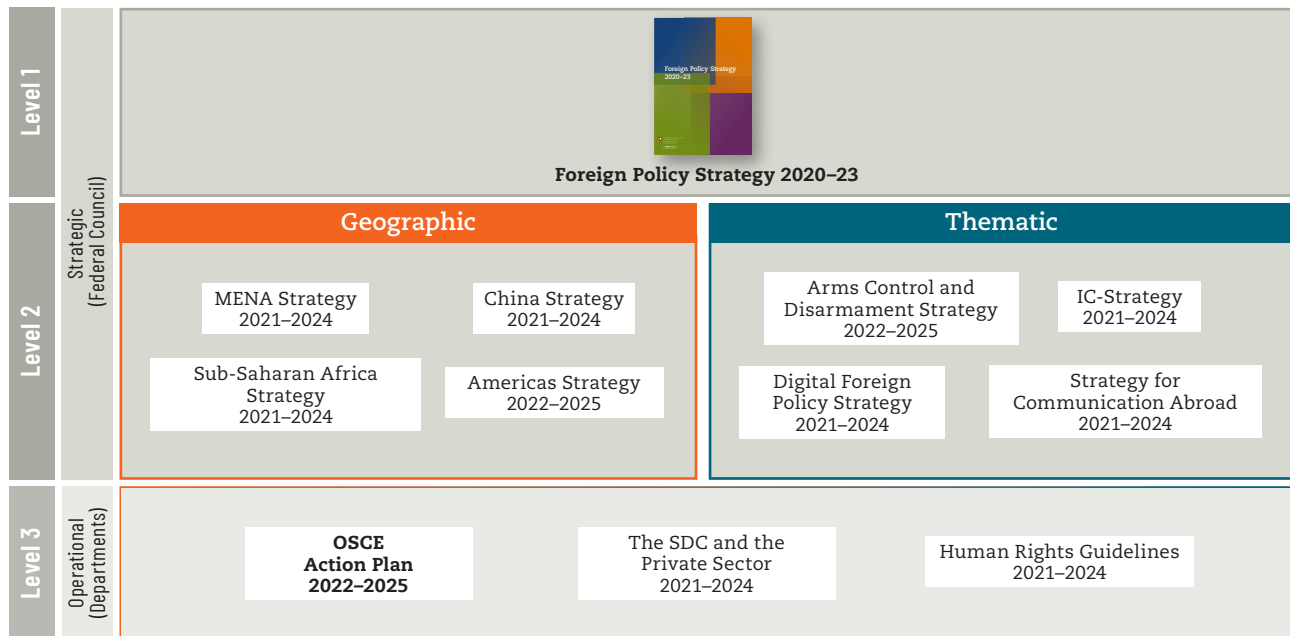 Level 1
Strategic
(Federal Council)
Foreign Policy Strategy
2020–23
Foreign Policy Strategy 2020–23
Level 2
Geographic
MENA Strategy
2021–2024
China Strategy
2021–2024
Sub-Saharan Africa
Strategy
2021–2024
Americas Strategy
2022–2025
Thematic
Arms Control and
Disarmament Strategy
2022–2025
IC-Strategy
2021–2024
Digital Foreign
Policy Strategy
2021–2024
Strategy for
Communication Abroad
2021–2024
Level 3
Operational
(Departments)
OSCE
Action Plan
2022–2025
The SDC and the
Private Sector
2021–2024
Human Rights Guidelines
2021–2024